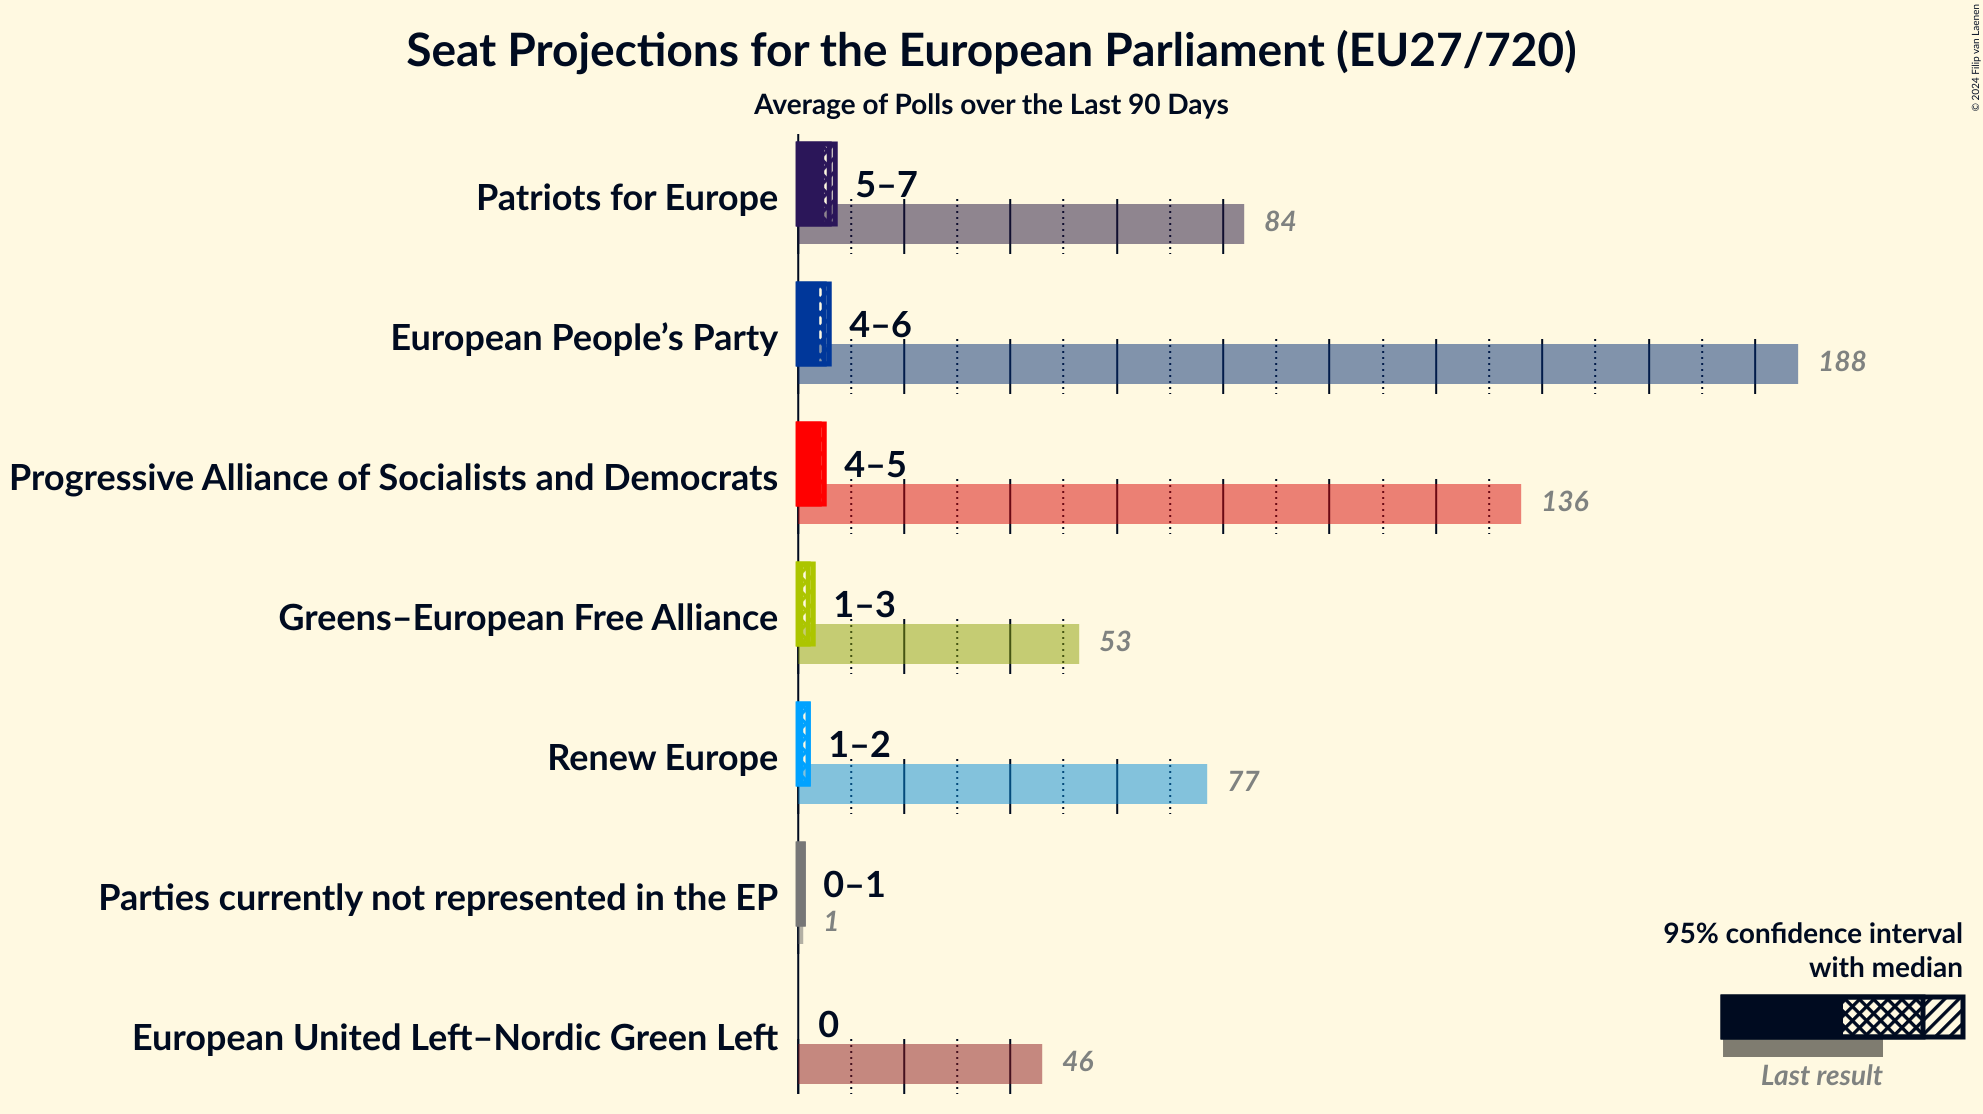 Seat Projections for the European Parliament (EU27/720)
Average of Polls over the Last 90 Days
© 2024 Filip van Laenen
Patriots for Europe
5–7
84
European People’s Party
4–6
188
Progressive Alliance of Socialists and Democrats
4–5
136
Greens–European Free Alliance
1–3
53
Renew Europe
1–2
77
Parties currently not represented in the EP
0–1
1
European United Left–Nordic Green Left
0
46
95% confidence interval
with median
Last result